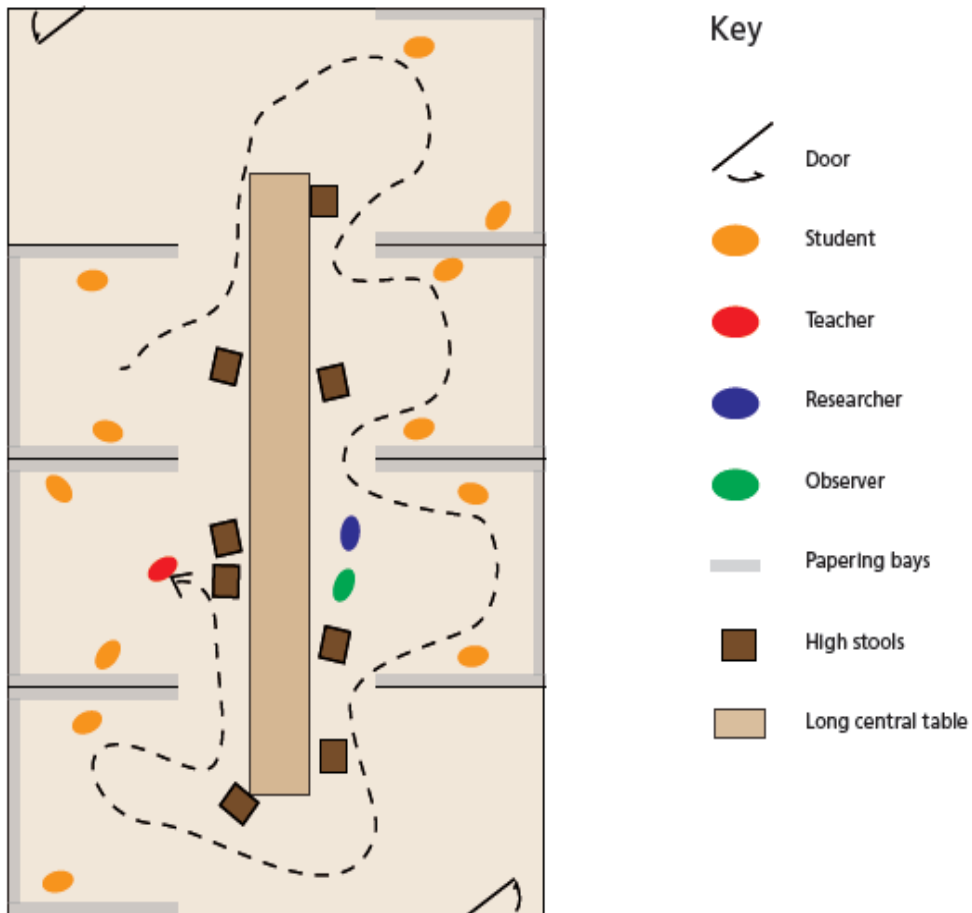 Key
Door
Student
Teacher
Researcher
Observer
Papering bays
High stools
Long central table